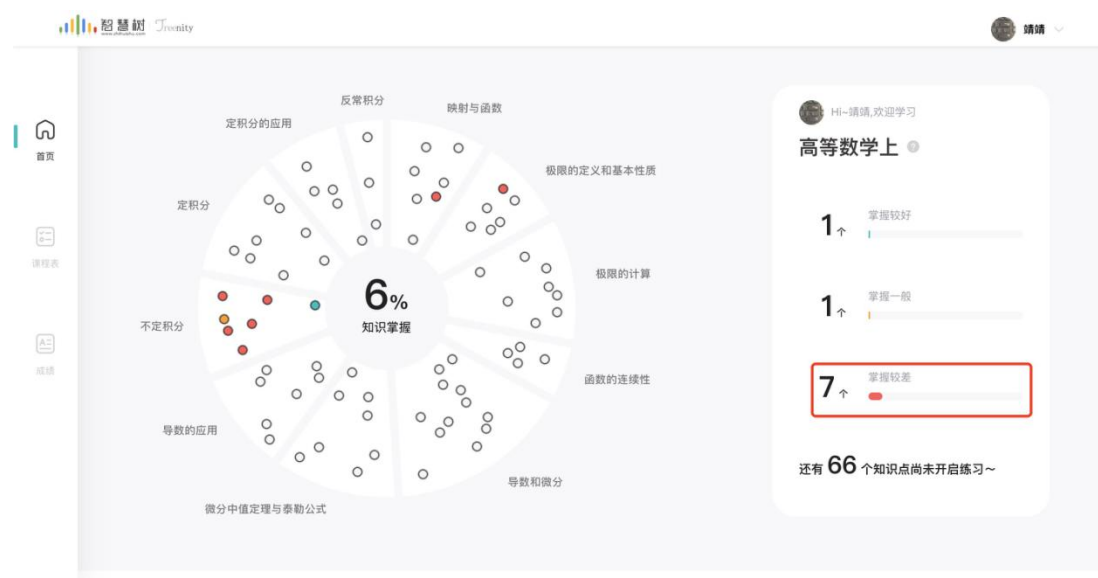 智慧树 Treenity
www.zhihuishu.com
靖靖
首页
课程表
成绩
反常积分
映射与函数
定积分的应用
极限的定义和基本性质
定积分
极限的计算
不定积分
6%
知识掌握
函数的连续性
导数的应用
导数和微分
微分中值定理与泰勒公式
Hi~靖靖,欢迎学习
高等数学上
1个 掌握较好
1个 掌握一般
7个 掌握较差
还有 66 个知识点尚未开启练习~